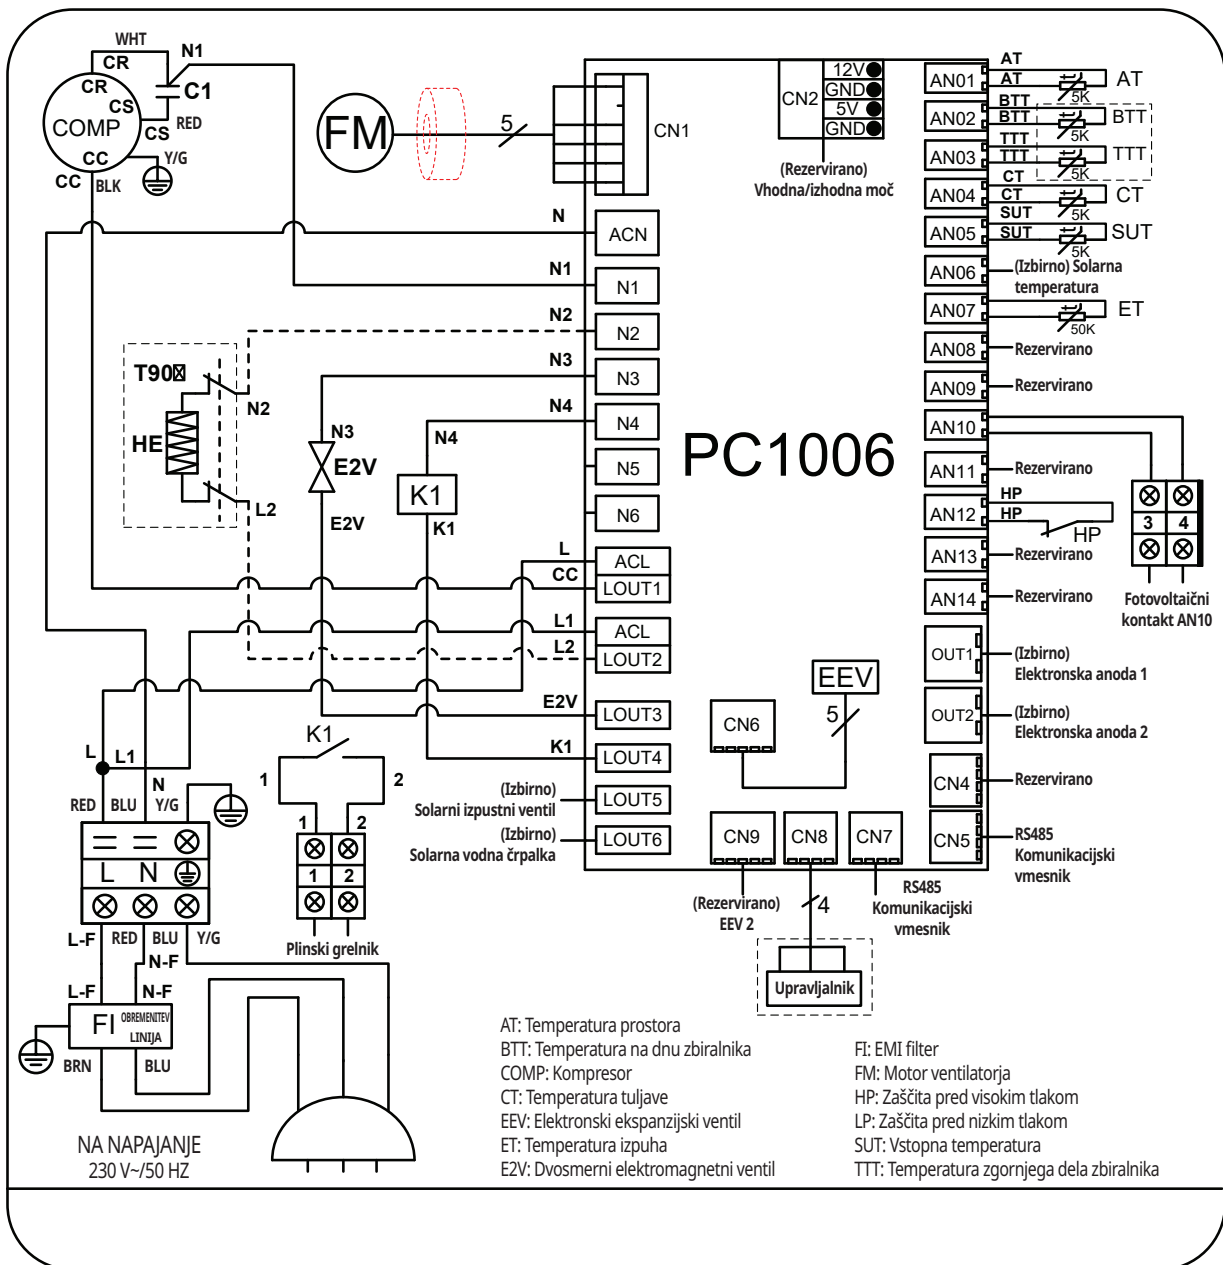 WHT
CR
N1
CR
C1
CS
COMP
CS
RED
CC
Y/G
CC
BLK
FM
5
CN1
CN2
12V
GND
5V
GND
(Rezervirano)
Vhodna/izhodna moč
AN01
AT
AT
5K
AT
AN02
BTT
BTT
5K
BTT
AN03
TTT
TTT
5K
TTT
AN04
CT
CT
5K
CT
AN05
SUT
SUT
5K
SUT
AN06
(Izbirno) Solarna
temperatura
AN07
50K
ET
AN08
Rezervirano
AN09
Rezervirano
AN10
AN11
Rezervirano
AN12
HP
HP
HP
AN13
Rezervirano
AN14
Rezervirano
3
4
Fotovoltaični
kontakt AN10
OUT1
(Izbirno)
Elektronska anoda 1
OUT2
(Izbirno)
Elektronska anoda 2
CN4
Rezervirano
CN5
RS485
Komunikacijski
vmesnik
N
ACN
N1
N1
N2
N2
N3
N3
N4
N4
N5
N6
L
ACL
CC
LOUT1
L1
ACL
L2
LOUT2
E2V
LOUT3
K1
LOUT4
(Izbirno)
Solarni izpustni ventil
LOUT5
(Izbirno)
Solarna vodna črpalka
LOUT6
PC1006
T90
N2
HE
L2
N3
E2V
E2V
N4
K1
K1
EEV
5
CN6
CN9
CN8
CN7
(Rezervirano)
EEV 2
4
RS485
Komunikacijski
vmesnik
Upravljalnik
K1
1
2
1
2
1
2
Plinski grelnik
L
L1
N
RED
BLU
Y/G
L
N
L-F
RED
BLU
Y/G
N-F
L-F
N-F
FI
OBREMENITEV
LINIJA
BRN
BLU
NA NAPAJANJE
230 V~/50 HZ
AT: Temperatura prostora
BTT: Temperatura na dnu zbiralnika
COMP: Kompresor
CT: Temperatura tuljave
EEV: Elektronski ekspanzijski ventil
ET: Temperatura izpuha
E2V: Dvosmerni elektromagnetni ventil
FI: EMI filter
FM: Motor ventilatorja
HP: Zaščita pred visokim tlakom
LP: Zaščita pred nizkim tlakom
SUT: Vstopna temperatura
TTT: Temperatura zgornjega dela zbiralnika